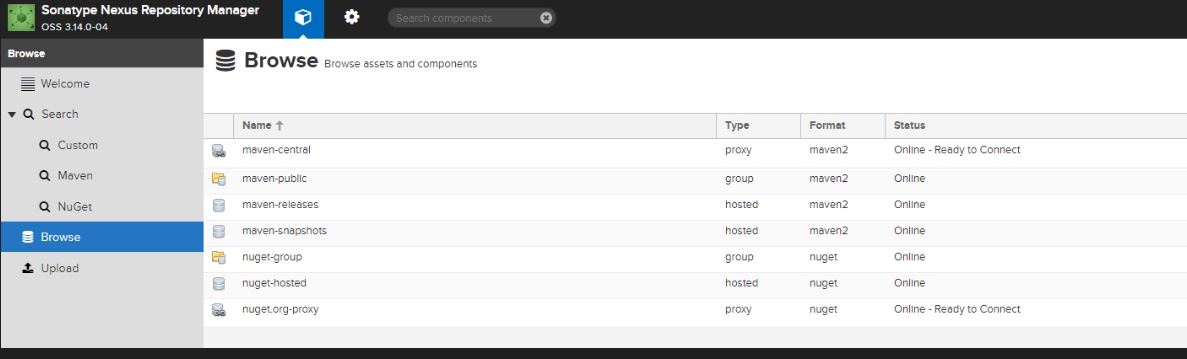 Sonatype Nexus Repository Manager
OSS 3.14.0-04
Search components
Browse
Welcome
Search
Custom
Maven
NuGet
Browse
Upload
Browse Browse assets and components
Name Type Format Status
maven-central proxy maven2 Online - Ready to Connect
maven-public group maven2 Online
maven-releases hosted maven2 Online
maven-snapshots hosted maven2 Online
nuget-group group nuget Online
nuget-hosted hosted nuget Online
nuget.org-proxy proxy nuget Online - Ready to Connect